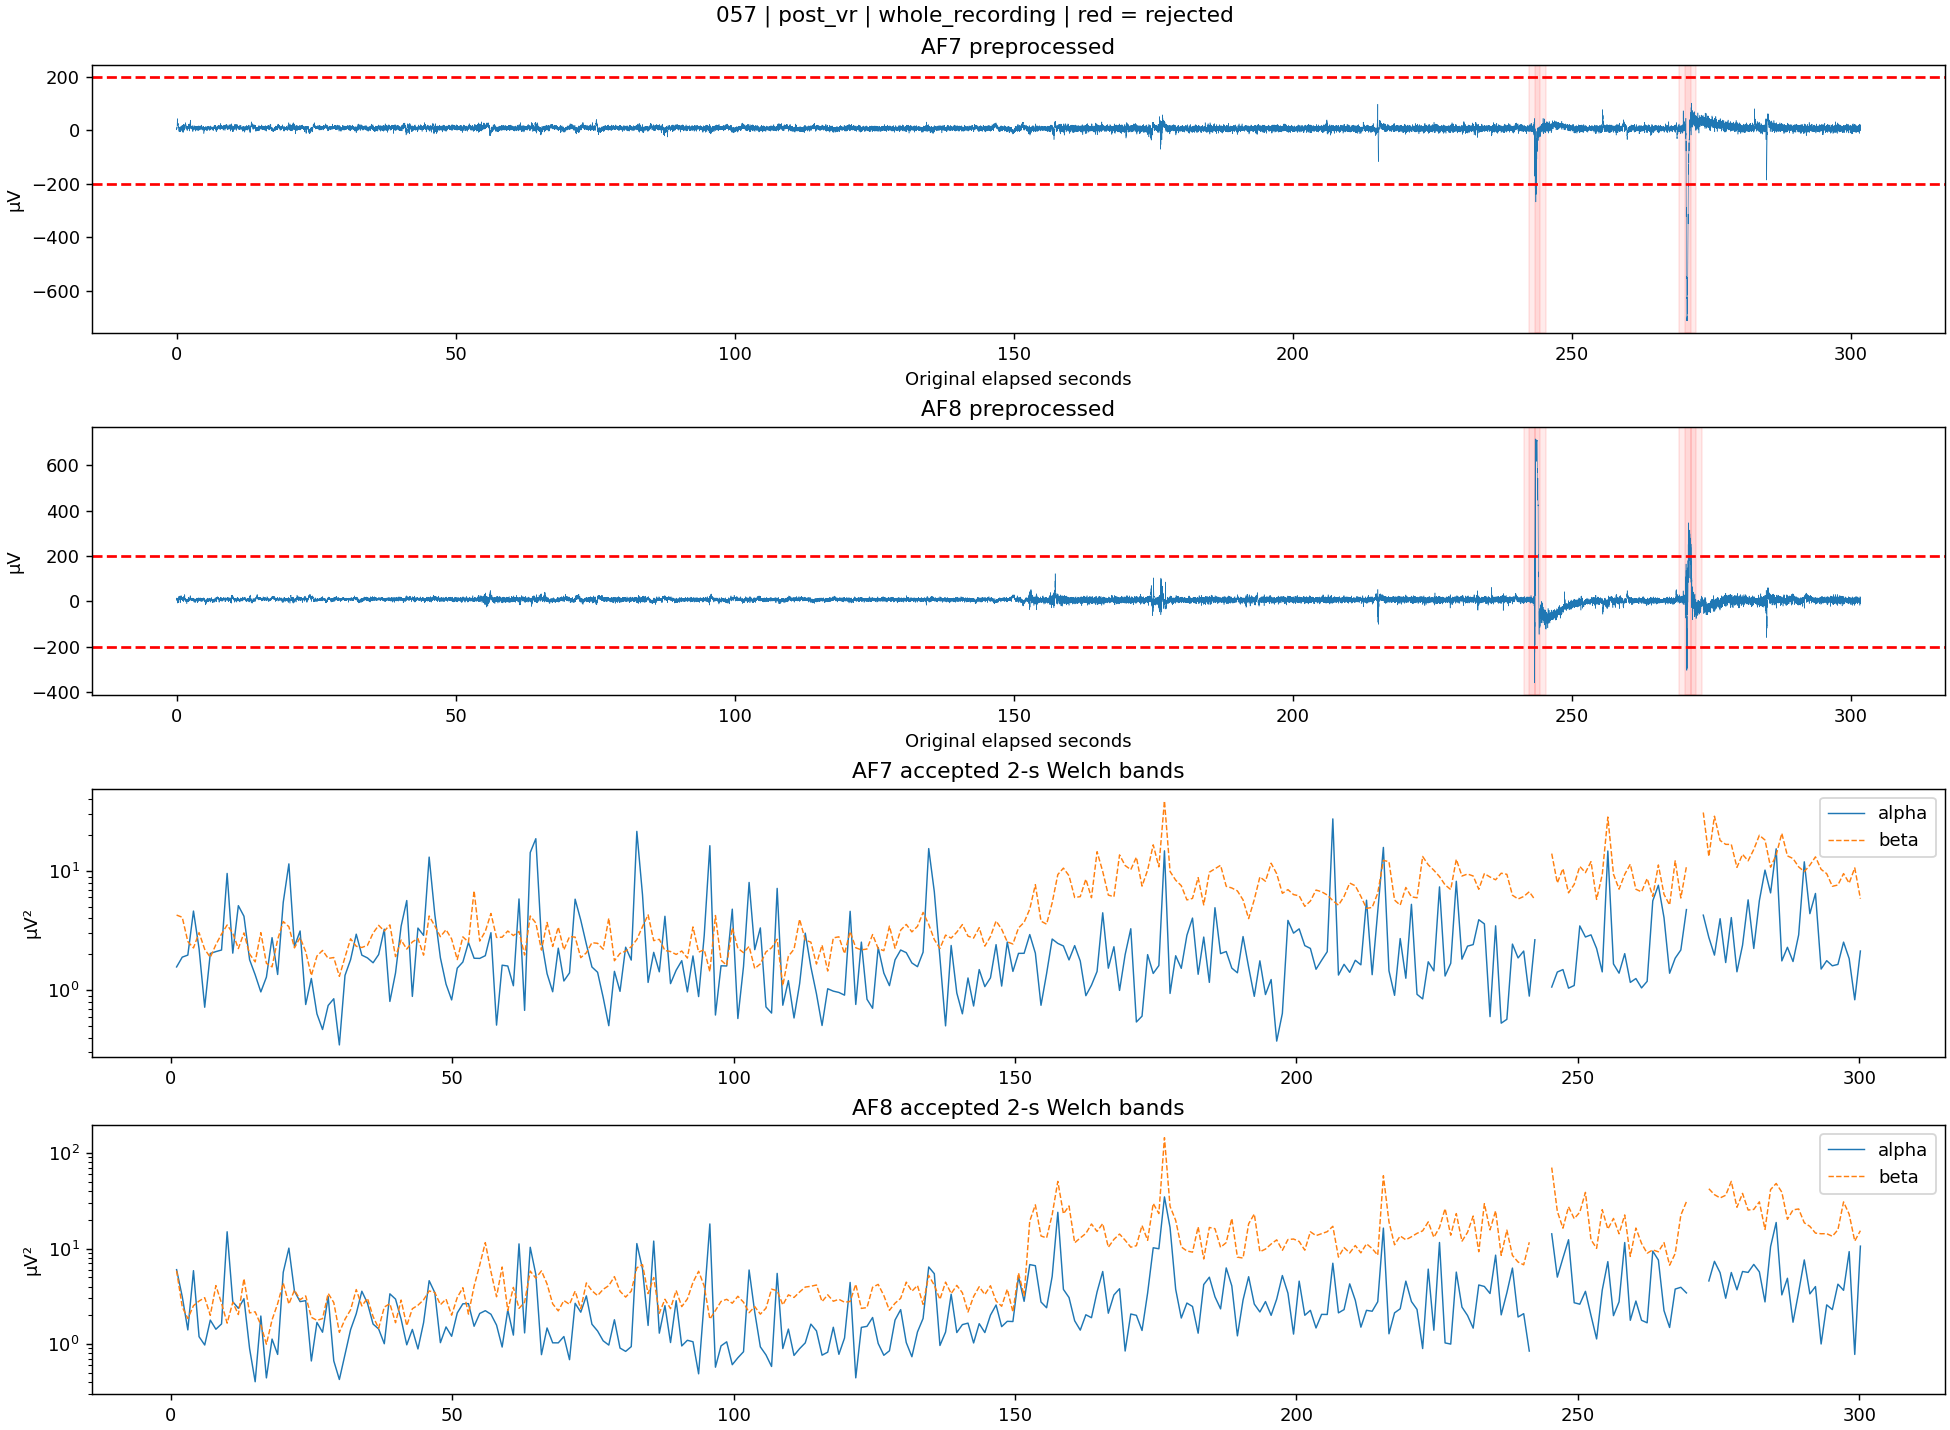 057 | post_vr | whole_recording | red = rejected
AF7 preprocessed
200
0
−200
−400
−600
µV
0 50 100 150 200 250 300
Original elapsed seconds
AF8 preprocessed
600
400
200
0
−200
−400
µV
0 50 100 150 200 250 300
Original elapsed seconds
AF7 accepted 2-s Welch bands
alpha
beta
10¹
10⁰
µV²
0 50 100 150 200 250 300
AF8 accepted 2-s Welch bands
alpha
beta
10²
10¹
10⁰
µV²
0 50 100 150 200 250 300